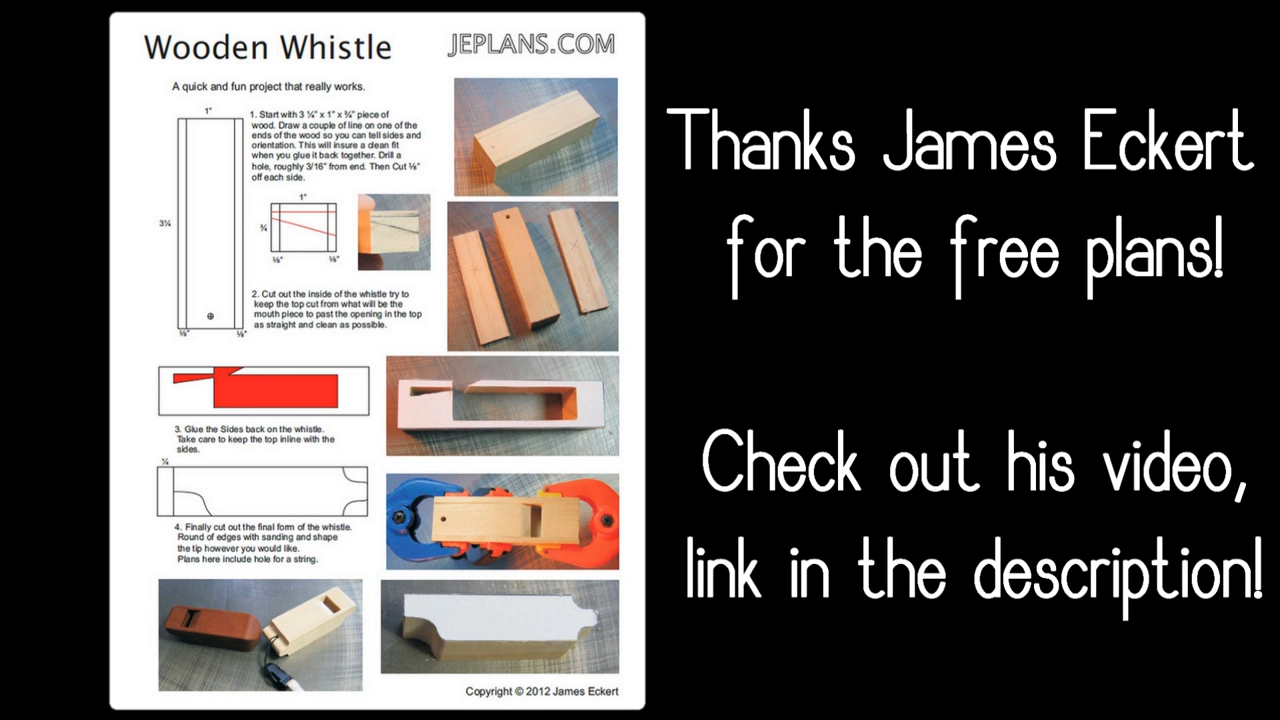 Wooden Whistle
JEPLANS.COM
A quick and fun project that really works.
1"
1. Start with 3 ¼" x 1" x ¾" piece of
wood. Draw a couple of line on one of the
ends of the wood so you can tell sides and
orientation. This will insure a clean fit
when you glue it back together. Drill a
hole, roughly 3/16" from end. Then Cut ⅛"
off each side.
3¼
1"
¾
⅛"
⅛"
2. Cut out the inside of the whistle try to
keep the top cut from what will be the
mouth piece to past the opening in the top
as straight and clean as possible.
⅛"
⅛"
3. Glue the Sides back on the whistle.
Take care to keep the top inline with the
sides.
¼
4. Finally cut out the final form of the whistle.
Round of edges with sanding and shape
the tip however you would like.
Plans here include hole for a string.
Copyright © 2012 James Eckert
Thanks James Eckert
for the free plans!
Check out his video,
link in the description!